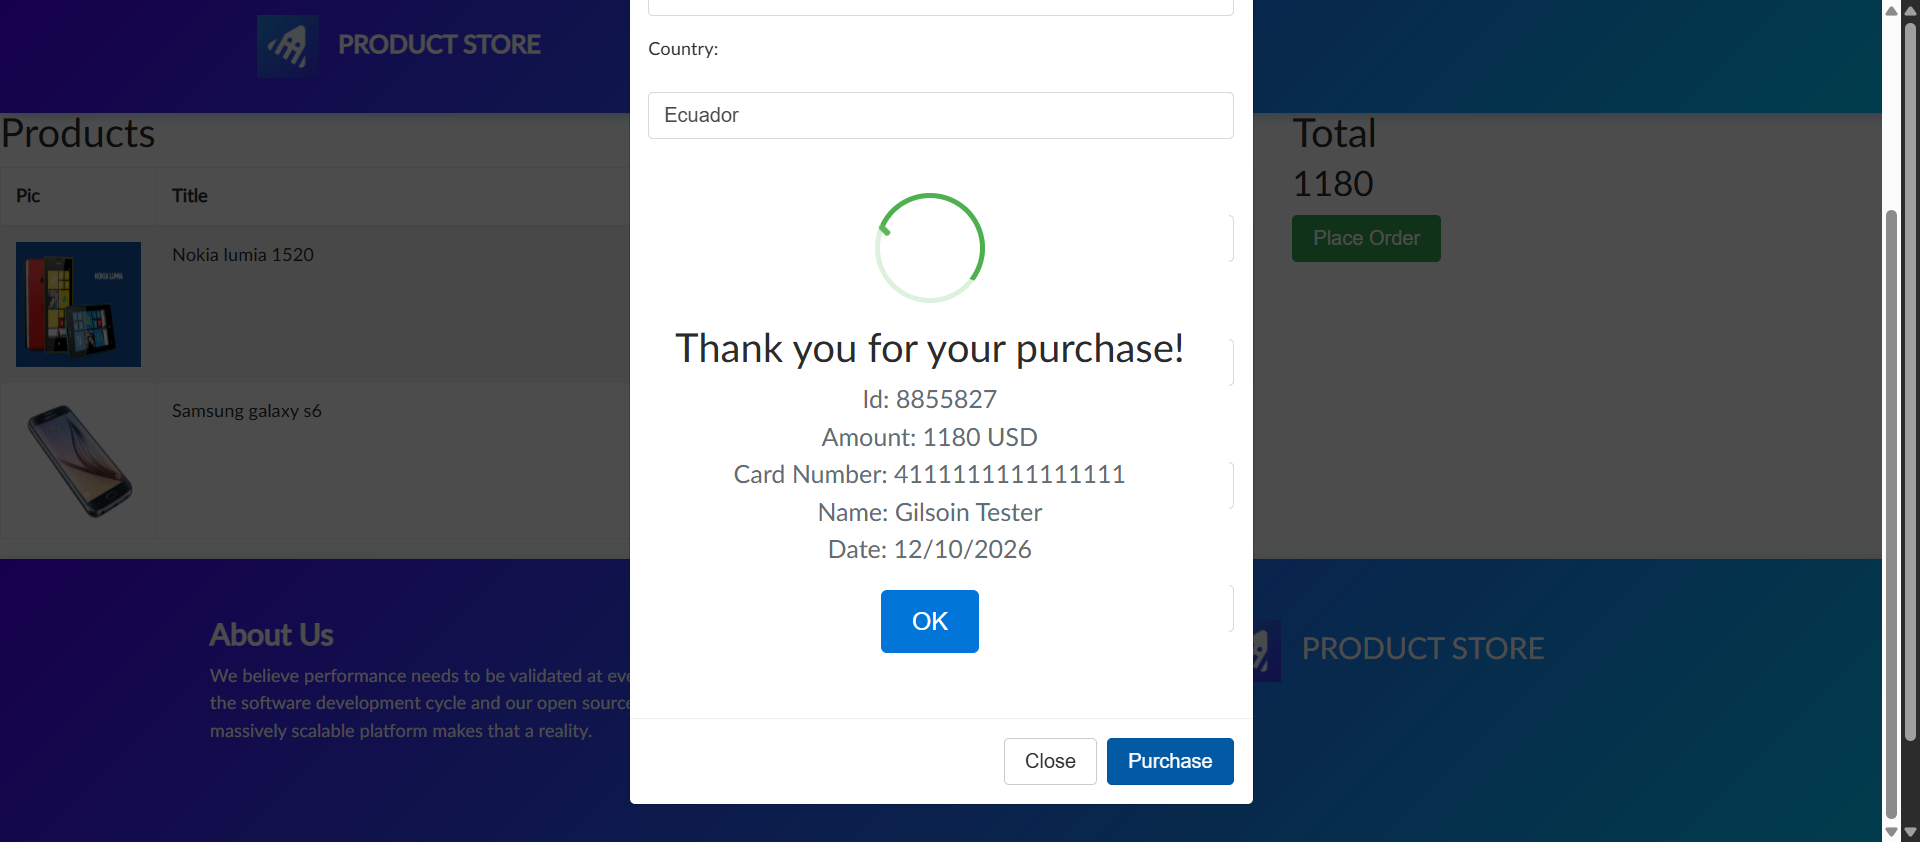 PRODUCT STORE
Products
Pic
Title
Nokia lumia 1520
NOKIA LUMIA
Samsung galaxy s6
Country:
Ecuador
Thank you for your purchase!
Id: 8855827
Amount: 1180 USD
Card Number: 4111111111111111
Name: Gilsoin Tester
Date: 12/10/2026
OK
Close
Purchase
Total
1180
Place Order
About Us
We believe performance needs to be validated at eve
the software development cycle and our open source
massively scalable platform makes that a reality.
PRODUCT STORE